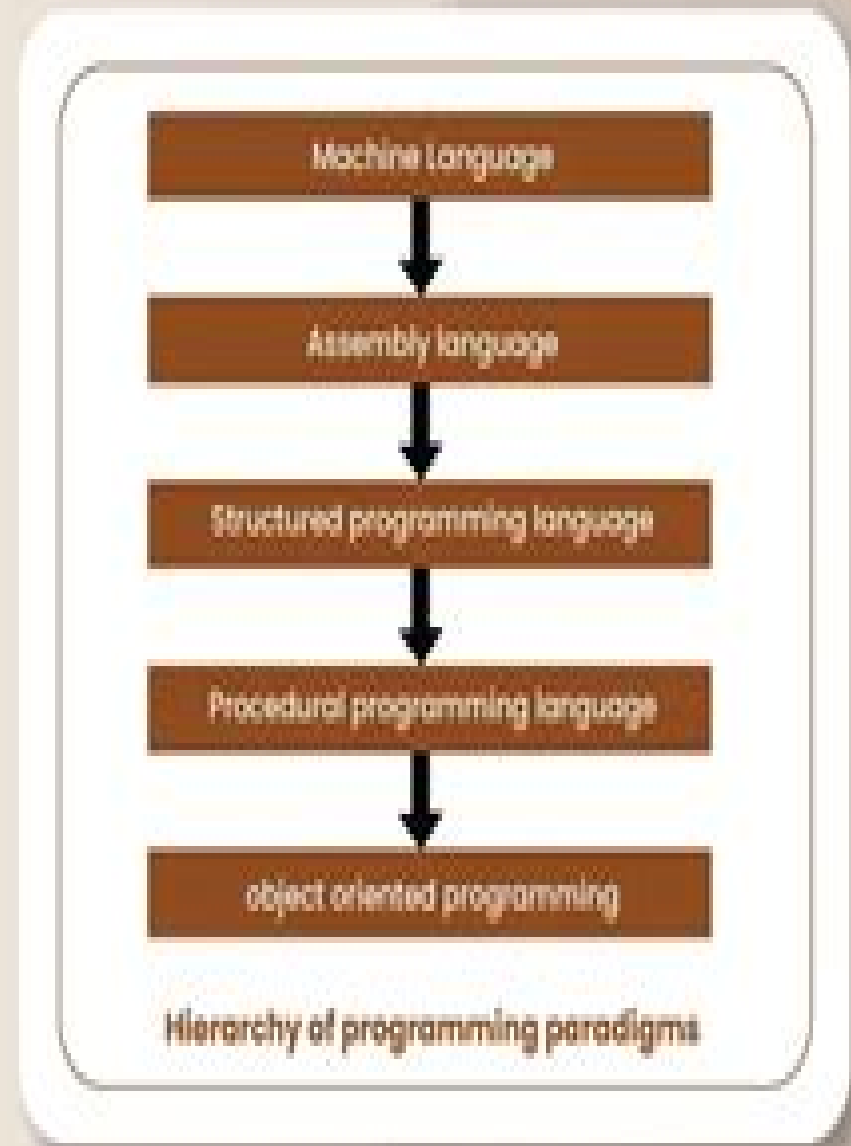 Machine Language
Assembly language
Structured programming language
Procedural programming language
object oriented programming
Hierarchy of programming paradigms